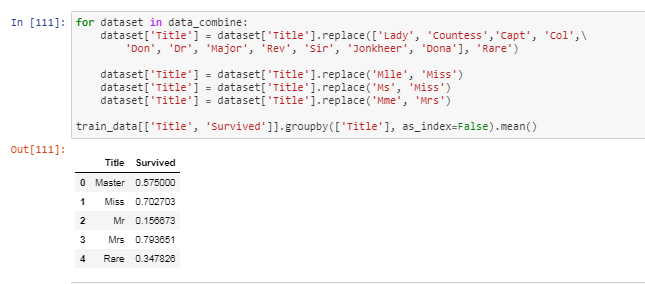 In [111]: for dataset in data_combine:
dataset['Title'] = dataset['Title'].replace(['Lady', 'Countess','Capt', 'Col',\
'Don', 'Dr', 'Major', 'Rev', 'Sir', 'Jonkheer', 'Dona'], 'Rare')
dataset['Title'] = dataset['Title'].replace('Mlle', 'Miss')
dataset['Title'] = dataset['Title'].replace('Ms', 'Miss')
dataset['Title'] = dataset['Title'].replace('Mme', 'Mrs')
train_data[['Title', 'Survived']].groupby(['Title'], as_index=False).mean()
Out[111]:
Title Survived
0 Master 0.575000
1 Miss 0.702703
2 Mr 0.156673
3 Mrs 0.793651
4 Rare 0.347826